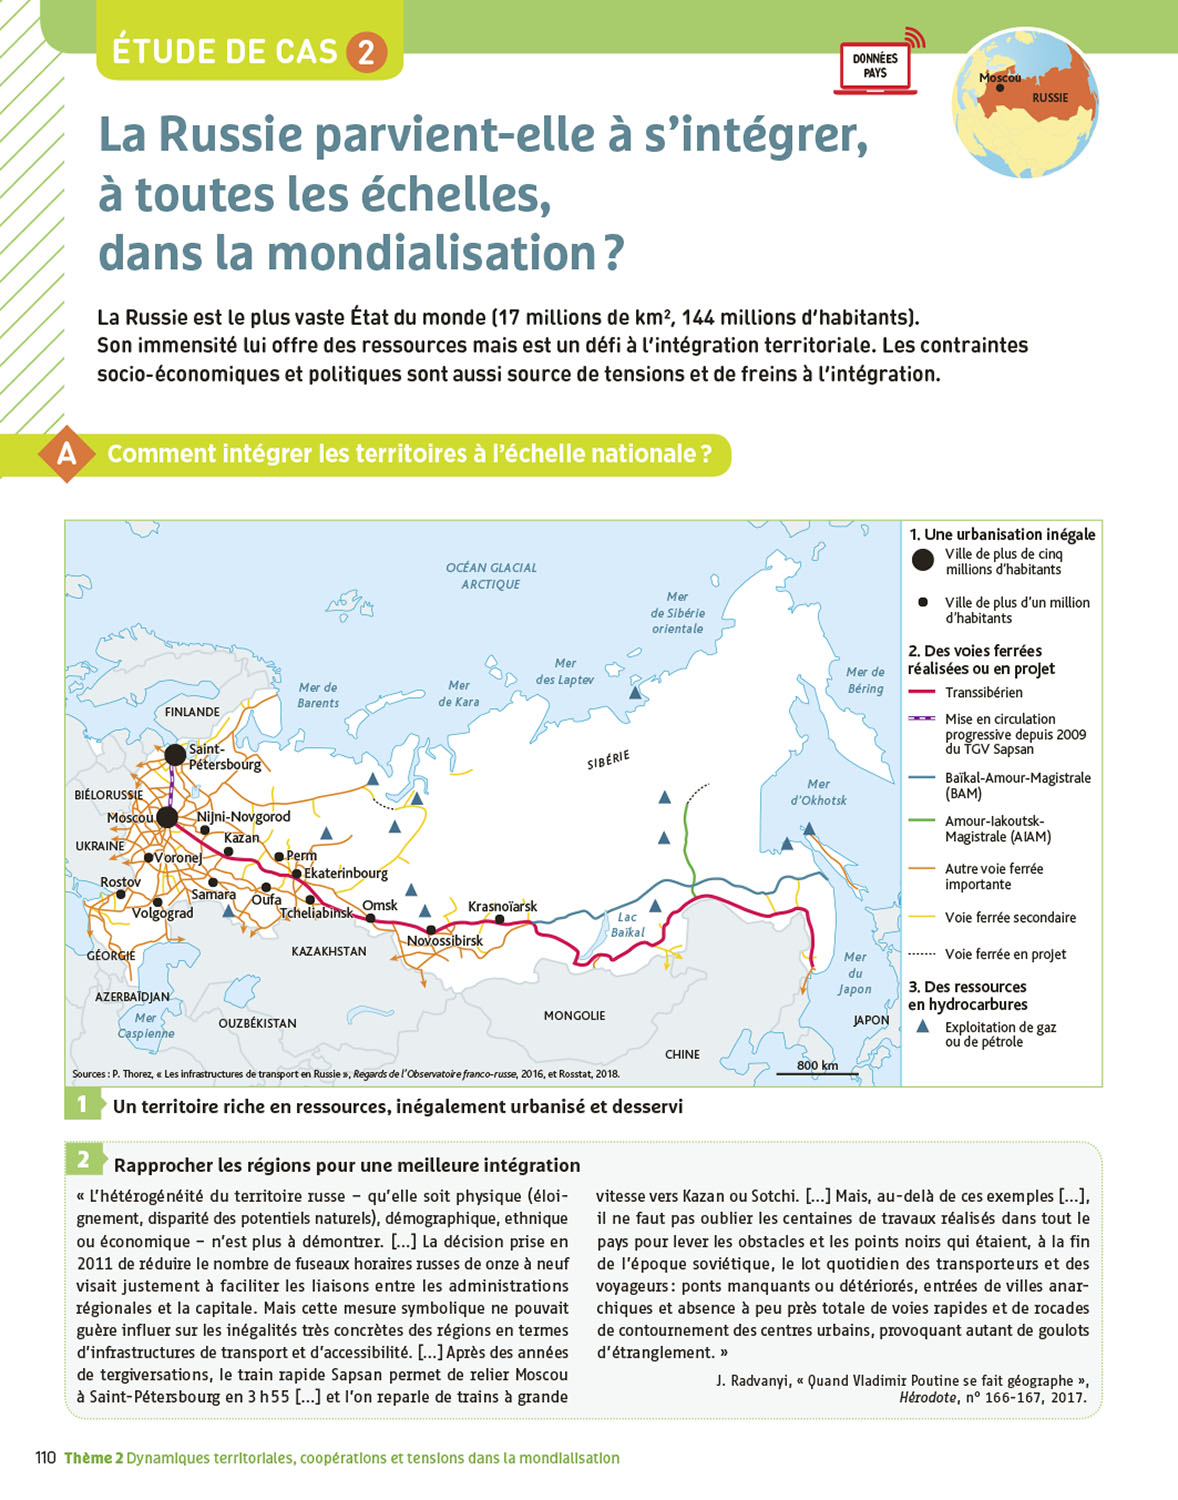 ÉTUDE DE CAS 2
DONNÉES
PAYS
Moscou
RUSSIE
La Russie parvient-elle à s'intégrer,
à toutes les échelles,
dans la mondialisation ?
La Russie est le plus vaste État du monde (17 millions de km², 144 millions d'habitants).
Son immensité lui offre des ressources mais est un défi à l'intégration territoriale. Les contraintes
socio-économiques et politiques sont aussi source de tensions et de freins à l'intégration.
A Comment intégrer les territoires à l'échelle nationale ?
OCÉAN GLACIAL
ARCTIQUE
Mer
de Sibérie
orientale
Mer
des Laptev
Mer de
Béring
Mer de
Barents
Mer
de Kara
FINLANDE
Saint-
Pétersbourg
SIBÉRIE
BIÉLORUSSIE
Mer
d'Okhotsk
Moscou
Nijni-Novgorod
UKRAINE
Kazan
Voronej
Perm
Ekaterinbourg
Rostov
Samara
Oufa
Volgograd
Tcheliabinsk
Omsk
Krasnoïarsk
Novossibirsk
Lac
Baïkal
KAZAKHSTAN
GÉORGIE
Mer
du
Japon
AZERBAÏDJAN
Mer
Caspienne
OUZBÉKISTAN
MONGOLIE
JAPON
CHINE
800 km
Sources : P. Thorez, « Les infrastructures de transport en Russie », Regards de l'Observatoire franco-russe, 2016, et Rosstat, 2018.
1. Une urbanisation inégale
Ville de plus de cinq
millions d'habitants
Ville de plus d'un million
d'habitants
2. Des voies ferrées
réalisées ou en projet
Transsibérien
Mise en circulation
progressive depuis 2009
du TGV Sapsan
Baïkal-Amour-Magistrale
(BAM)
Amour-Iakoutsk-
Magistrale (AIAM)
Autre voie ferrée
importante
Voie ferrée secondaire
Voie ferrée en projet
3. Des ressources
en hydrocarbures
Exploitation de gaz
ou de pétrole
1 Un territoire riche en ressources, inégalement urbanisé et desservi
2 Rapprocher les régions pour une meilleure intégration
« L'hétérogénéité du territoire russe – qu'elle soit physique (éloi-
gnement, disparité des potentiels naturels), démographique, ethnique
ou économique – n'est plus à démontrer. [...] La décision prise en
2011 de réduire le nombre de fuseaux horaires russes de onze à neuf
visait justement à faciliter les liaisons entre les administrations
régionales et la capitale. Mais cette mesure symbolique ne pouvait
guère influer sur les inégalités très concrètes des régions en termes
d'infrastructures de transport et d'accessibilité. [...] Après des années
de tergiversations, le train rapide Sapsan permet de relier Moscou
à Saint-Pétersbourg en 3 h 55 [...] et l'on reparle de trains à grande
vitesse vers Kazan ou Sotchi. [...] Mais, au-delà de ces exemples [...],
il ne faut pas oublier les centaines de travaux réalisés dans tout le
pays pour lever les obstacles et les points noirs qui étaient, à la fin
de l'époque soviétique, le lot quotidien des transporteurs et des
voyageurs : ponts manquants ou détériorés, entrées de villes anar-
chiques et absence à peu près totale de voies rapides et de rocades
de contournement des centres urbains, provoquant autant de goulots
d'étranglement. »
J. Radvanyi, « Quand Vladimir Poutine se fait géographe »,
Hérodote, n° 166-167, 2017.
110 Thème 2 Dynamiques territoriales, coopérations et tensions dans la mondialisation